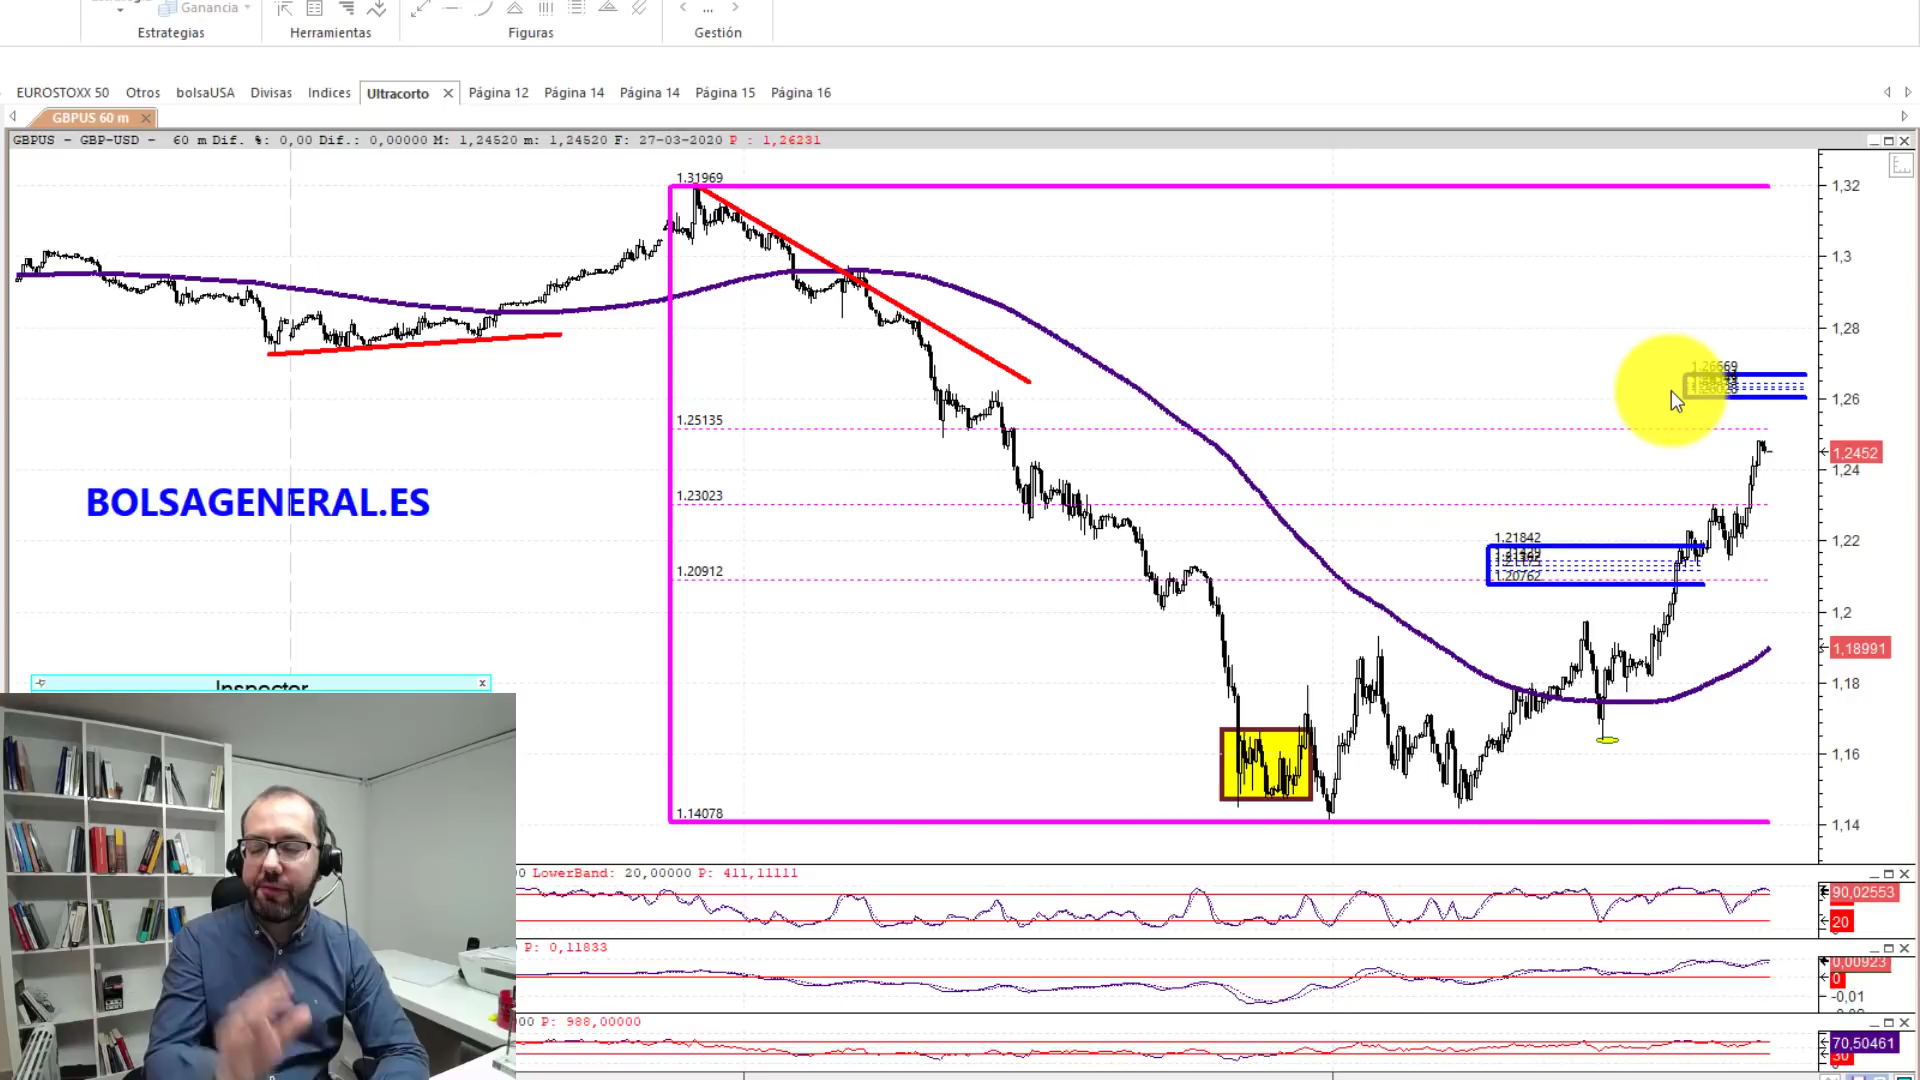 Ganancia
Estrategias
Herramientas
Figuras
...
Gestión
EUROSTOXX 50
Otros
bolsaUSA
Divisas
Indices
Ultracorto
Página 12
Página 14
Página 14
Página 15
Página 16
GBPUS 60 m
GBPUS - GBP-USD - 60 m Dif. %: 0,00 Dif.: 0,00000 M: 1,24520 m: 1,24520 F: 27-03-2020 P : 1,26231
1.31969
1,32
1,3
1,28
1.26669
1,26
1.25135
1,2452
1,24
1.23023
BOLSAGENERAL.ES
1.21842
1,22
1.20912
1.20762
1,2
1,18991
1,18
Inspector
1,16
1.14078
1,14
LowerBand: 20,00000 P: 411,11111
90,02553
20
P: 0,11833
0,00923
0
-0,01
P: 988,00000
70,50461
30